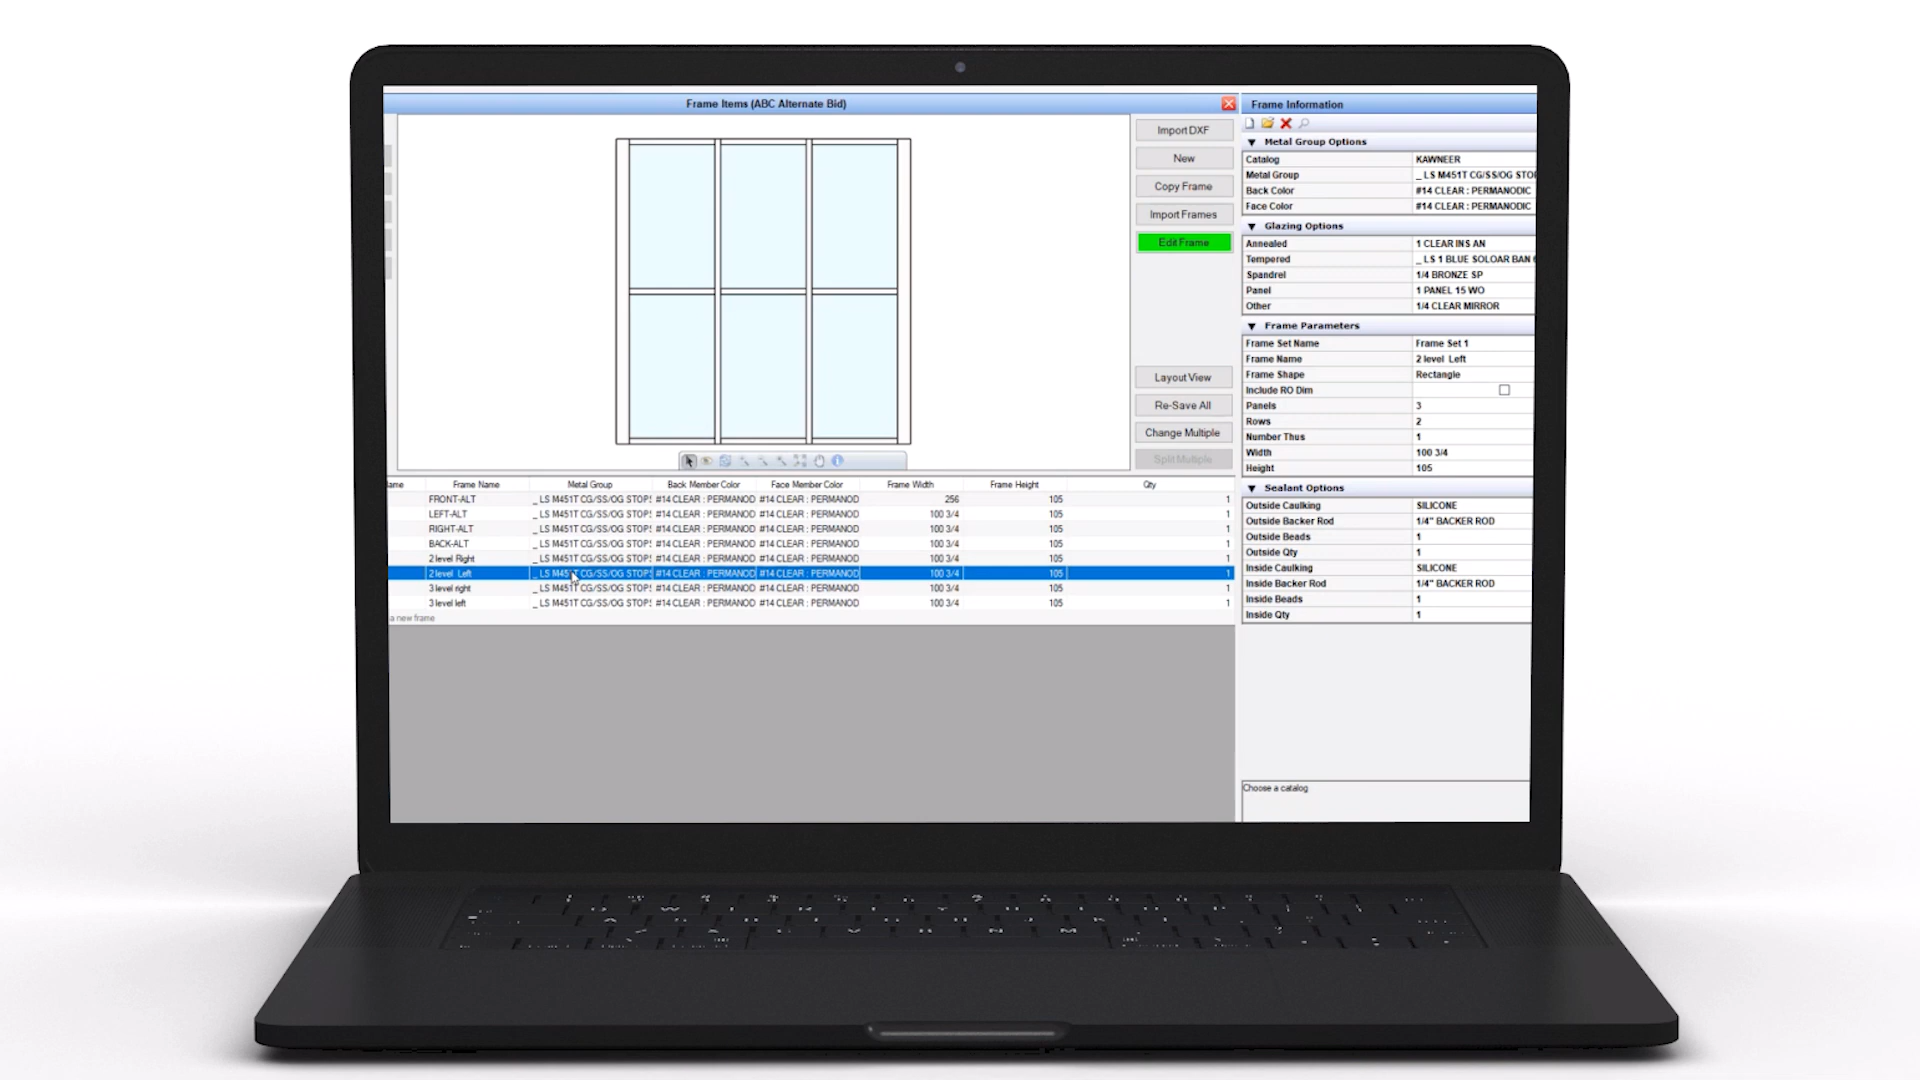 Frame Items (ABC Alternate Bid)
Import DXF
New
Copy Frame
Import Frames
Edit Frame
Layout View
Re-Save All
Change Multiple
Split Multiple
ame Frame Name Metal Group Back Member Color Face Member Color Frame Width Frame Height Qty
FRONT-ALT _ LS M451T CG/SS/OG STOP! #14 CLEAR : PERMANOD #14 CLEAR : PERMANOD 256 105 1
LEFT-ALT _ LS M451T CG/SS/OG STOP! #14 CLEAR : PERMANOD #14 CLEAR : PERMANOD 100 3/4 105 1
RIGHT-ALT _ LS M451T CG/SS/OG STOP! #14 CLEAR : PERMANOD #14 CLEAR : PERMANOD 100 3/4 105 1
BACK-ALT _ LS M451T CG/SS/OG STOP! #14 CLEAR : PERMANOD #14 CLEAR : PERMANOD 100 3/4 105 1
2 level Right _ LS M451T CG/SS/OG STOP! #14 CLEAR : PERMANOD #14 CLEAR : PERMANOD 100 3/4 105 1
2 level Left _ LS M451T CG/SS/OG STOP! #14 CLEAR : PERMANOD #14 CLEAR : PERMANOD 100 3/4 105 1
3 level right _ LS M451T CG/SS/OG STOP! #14 CLEAR : PERMANOD #14 CLEAR : PERMANOD 100 3/4 105 1
3 level left _ LS M451T CG/SS/OG STOP! #14 CLEAR : PERMANOD #14 CLEAR : PERMANOD 100 3/4 105 1
a new frame
Frame Information
Metal Group Options
Catalog KAWNEER
Metal Group _ LS M451T CG/SS/OG STO
Back Color #14 CLEAR : PERMANODIC
Face Color #14 CLEAR : PERMANODIC
Glazing Options
Annealed 1 CLEAR INS AN
Tempered _ LS 1 BLUE SOLOAR BAN
Spandrel 1/4 BRONZE SP
Panel 1 PANEL 15 WO
Other 1/4 CLEAR MIRROR
Frame Parameters
Frame Set Name Frame Set 1
Frame Name 2 level Left
Frame Shape Rectangle
Include RO Dim
Panels 3
Rows 2
Number Thus 1
Width 100 3/4
Height 105
Sealant Options
Outside Caulking SILICONE
Outside Backer Rod 1/4" BACKER ROD
Outside Beads 1
Outside Qty 1
Inside Caulking SILICONE
Inside Backer Rod 1/4" BACKER ROD
Inside Beads 1
Inside Qty 1
Choose a catalog